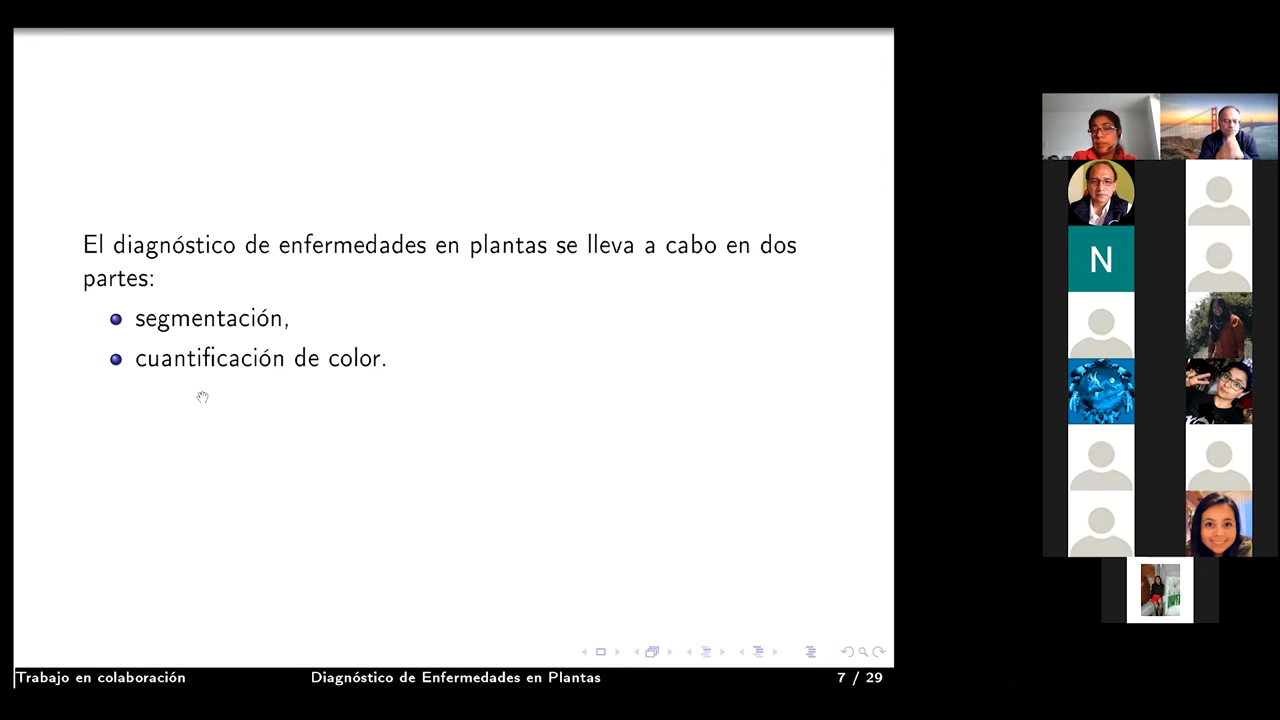 El diagnóstico de enfermedades en plantas se lleva a cabo en dos
partes:
segmentación,
cuantificación de color.
Trabajo en colaboración
Diagnóstico de Enfermedades en Plantas
7 / 29
N